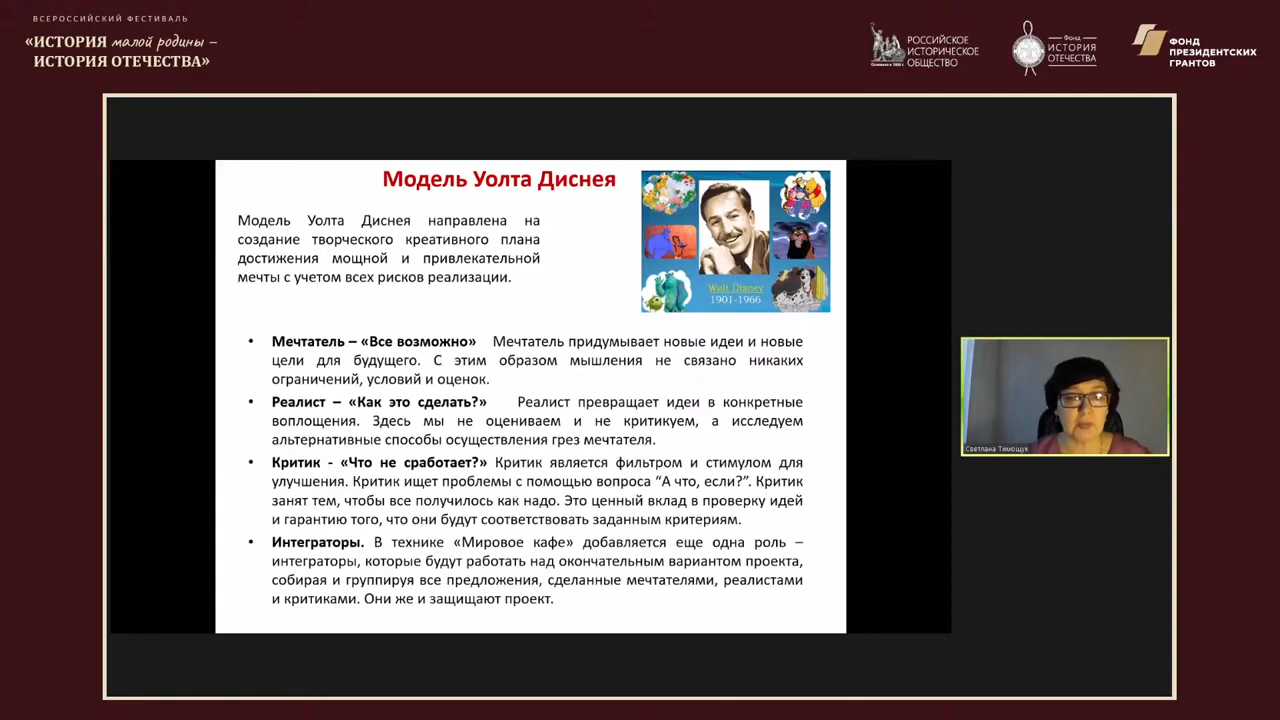 ВСЕРОССИЙСКИЙ ФЕСТИВАЛЬ
«ИСТОРИЯ малой родины –
ИСТОРИЯ ОТЕЧЕСТВА»
РОССИЙСКОЕ
ИСТОРИЧЕСКОЕ
ОБЩЕСТВО
Основано в 1866 г
Фонд
ИСТОРИЯ
ОТЕЧЕСТВА
ФОНД
ПРЕЗИДЕНТСКИХ
ГРАНТОВ
Модель Уолта Диснея
Модель Уолта Диснея направлена на
создание творческого креативного плана
достижения мощной и привлекательной
мечты с учетом всех рисков реализации.
Walt Disney
1901-1966
• Мечтатель – «Все возможно» Мечтатель придумывает новые идеи и новые
цели для будущего. С этим образом мышления не связано никаких
ограничений, условий и оценок.
• Реалист – «Как это сделать?» Реалист превращает идеи в конкретные
воплощения. Здесь мы не оцениваем и не критикуем, а исследуем
альтернативные способы осуществления грез мечтателя.
• Критик - «Что не сработает?» Критик является фильтром и стимулом для
улучшения. Критик ищет проблемы с помощью вопроса “А что, если?”. Критик
занят тем, чтобы все получилось как надо. Это ценный вклад в проверку идей
и гарантию того, что они будут соответствовать заданным критериям.
• Интеграторы. В технике «Мировое кафе» добавляется еще одна роль –
интеграторы, которые будут работать над окончательным вариантом проекта,
собирая и группируя все предложения, сделанные мечтателями, реалистами
и критиками. Они же и защищают проект.
Светлана Тимощук